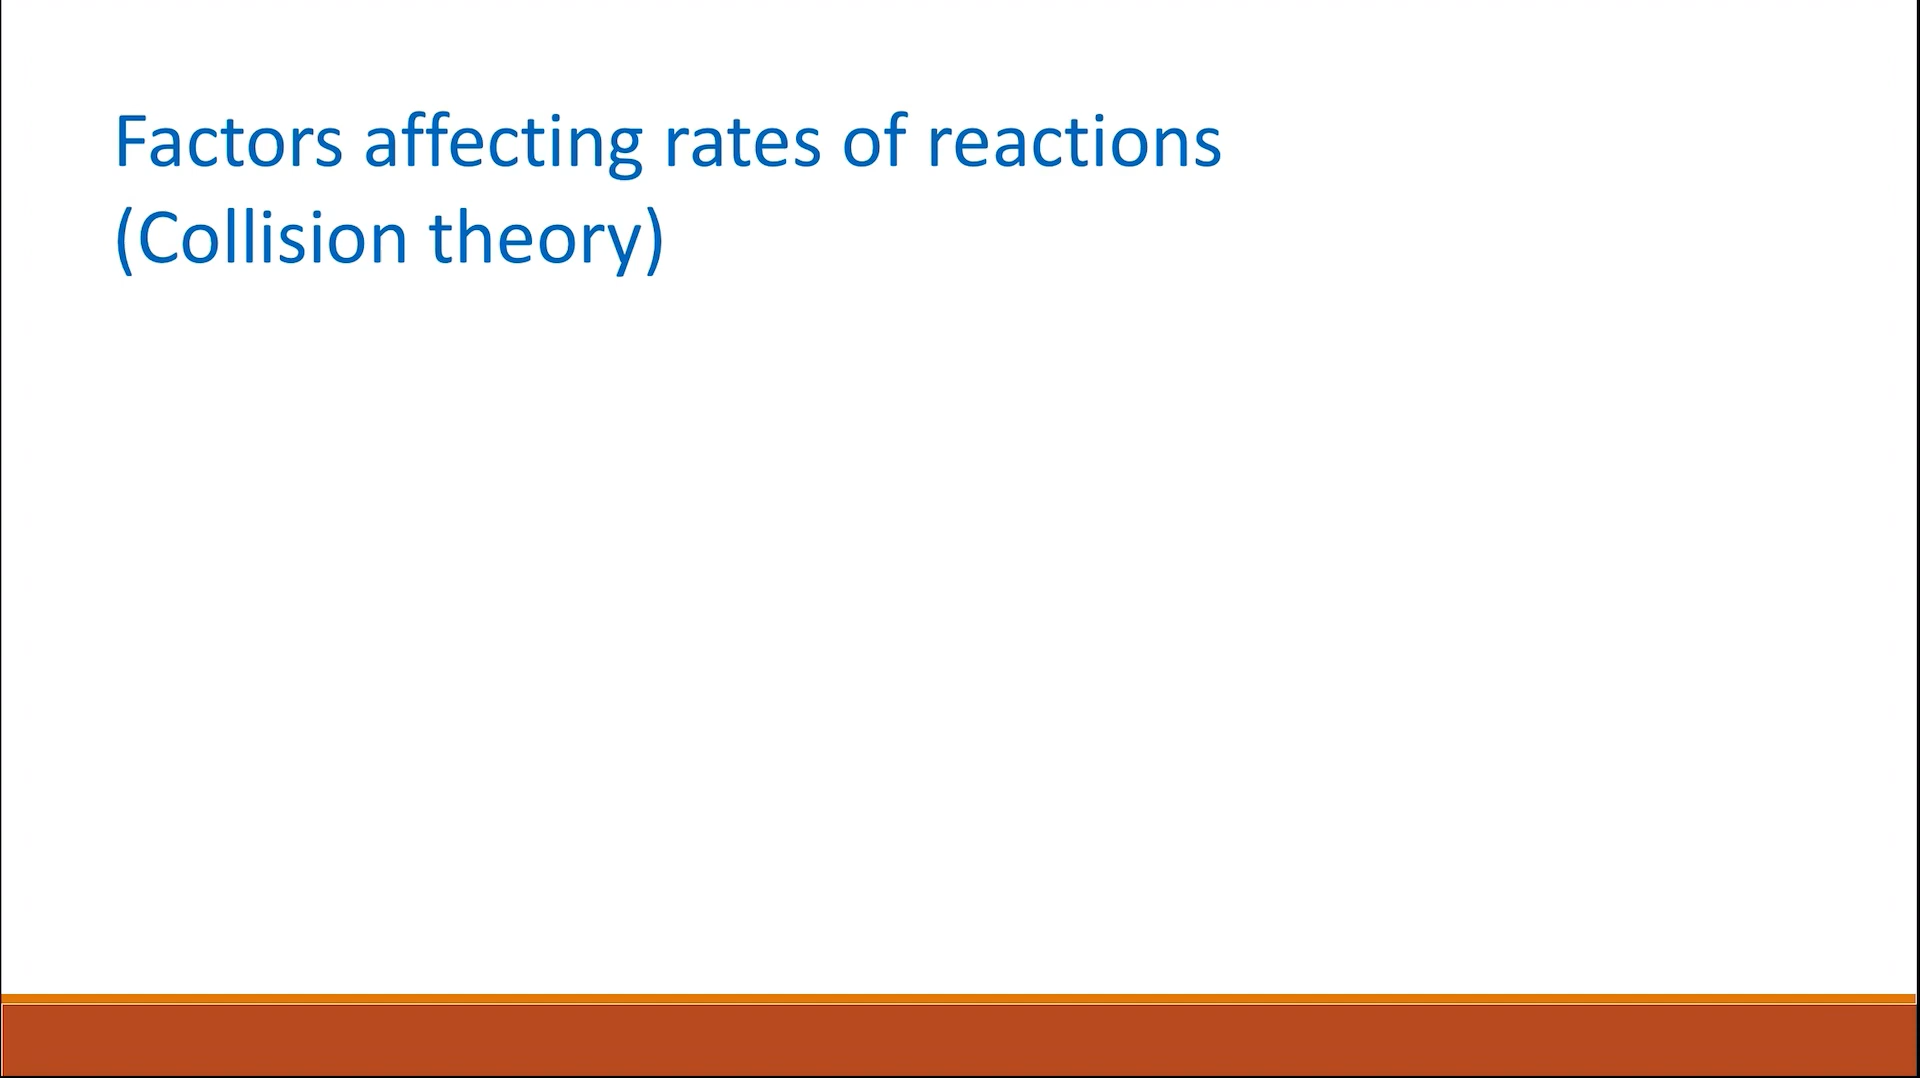 Factors affecting rates of reactions
(Collision theory)